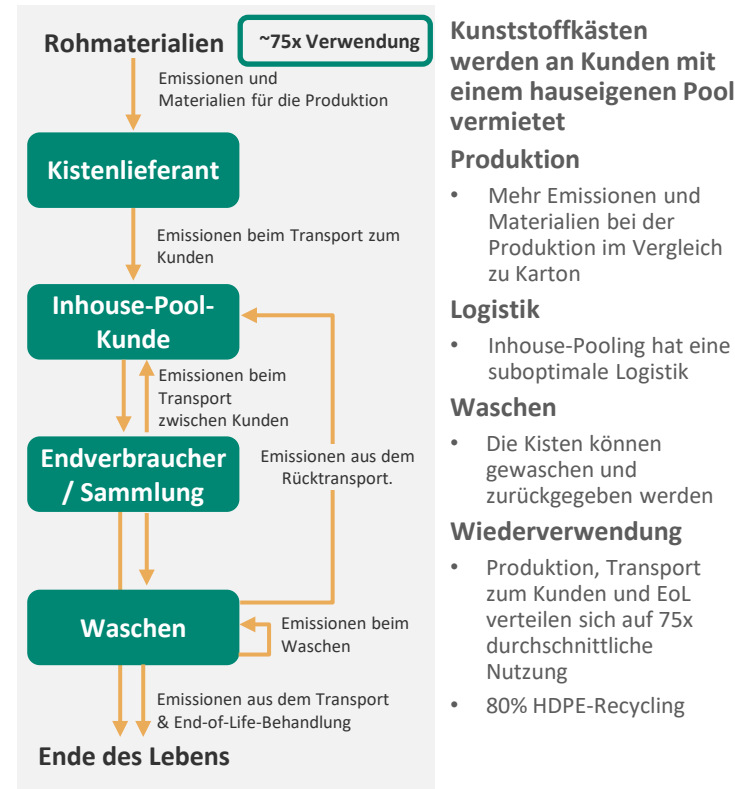 Rohmaterialien
~75x Verwendung
Emissionen und
Materialien für die Produktion
Kistenlieferant
Emissionen beim Transport zum
Kunden
Inhouse-Pool-
Kunde
Emissionen beim
Transport
zwischen Kunden
Endverbraucher
/ Sammlung
Emissionen aus dem
Rücktransport.
Waschen
Emissionen beim
Waschen
Emissionen aus dem Transport
& End-of-Life-Behandlung
Ende des Lebens
Kunststoffkästen
werden an Kunden mit
einem hauseigenen Pool
vermietet
Produktion
• Mehr Emissionen und
Materialien bei der
Produktion im Vergleich
zu Karton
Logistik
• Inhouse-Pooling hat eine
suboptimale Logistik
Waschen
• Die Kisten können
gewaschen und
zurückgegeben werden
Wiederverwendung
• Produktion, Transport
zum Kunden und EoL
verteilen sich auf 75x
durchschnittliche
Nutzung
• 80% HDPE-Recycling